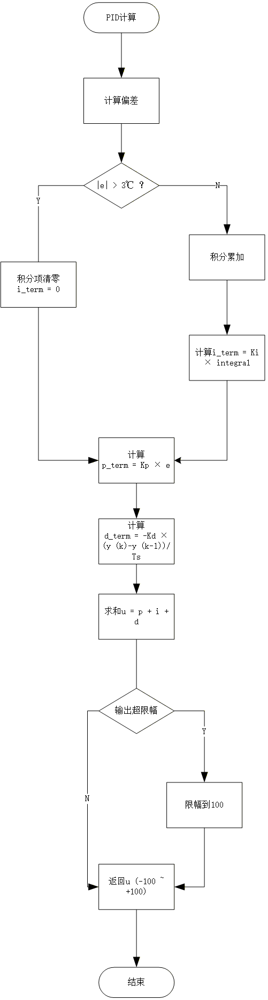 PID计算
计算偏差
|e| > 3℃ ？
Y
N
积分累加
积分项清零
i_term = 0
计算i_term = Ki
× integral
计算
p_term = Kp × e
计算
d_term = -Kd ×
(y (k)-y (k-1))/
Ts
求和u = p + i +
d
输出超限幅
Y
N
限幅到100
返回u（-100 ~
+100）
结束